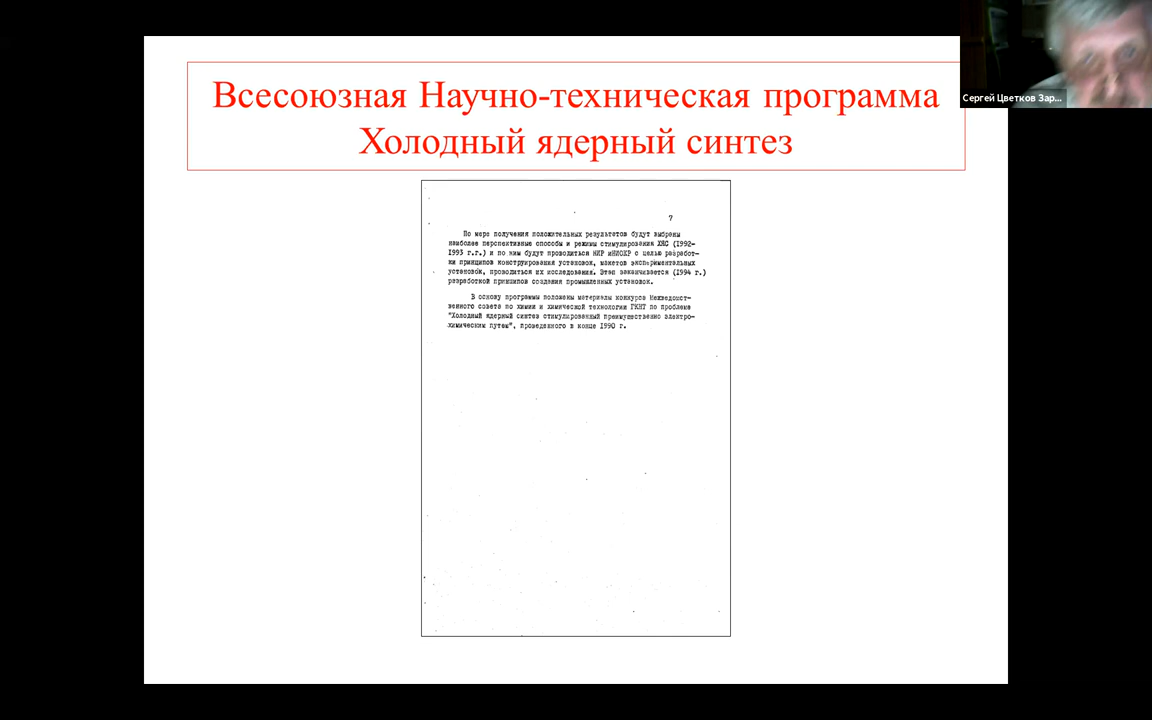 Всесоюзная Научно-техническая программа
Холодный ядерный синтез
Сергей Цветков Зар...
7
По мере получения положительных результатов будут выбраны
наиболее перспективные способы и режимы стимулирования ХЯС (1992-
1993 г.г.) и по ним будут проводиться НИР иНИОКР с целью разработ-
ки принципов конструирования установок, макетов экспериментальных
установок, проводиться их исследования. Этап заканчивается (1994 г.)
разработкой принципов создания промышленных установок.
В основу программы положены материалы конкурса Межведомст-
венного совета по химии и химической технологии ГКНТ по проблеме
"Холодный ядерный синтез стимулированный преимущественно электро-
химическим путем", проведенного в конце 1990 г.